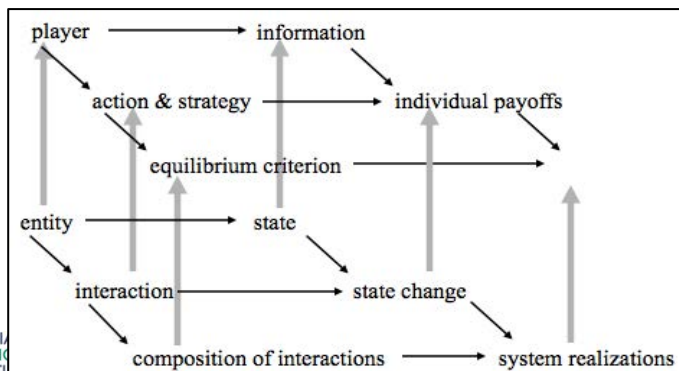 player information
action & strategy individual payoffs
equilibrium criterion
entity state
interaction state change
composition of interactions system realizations